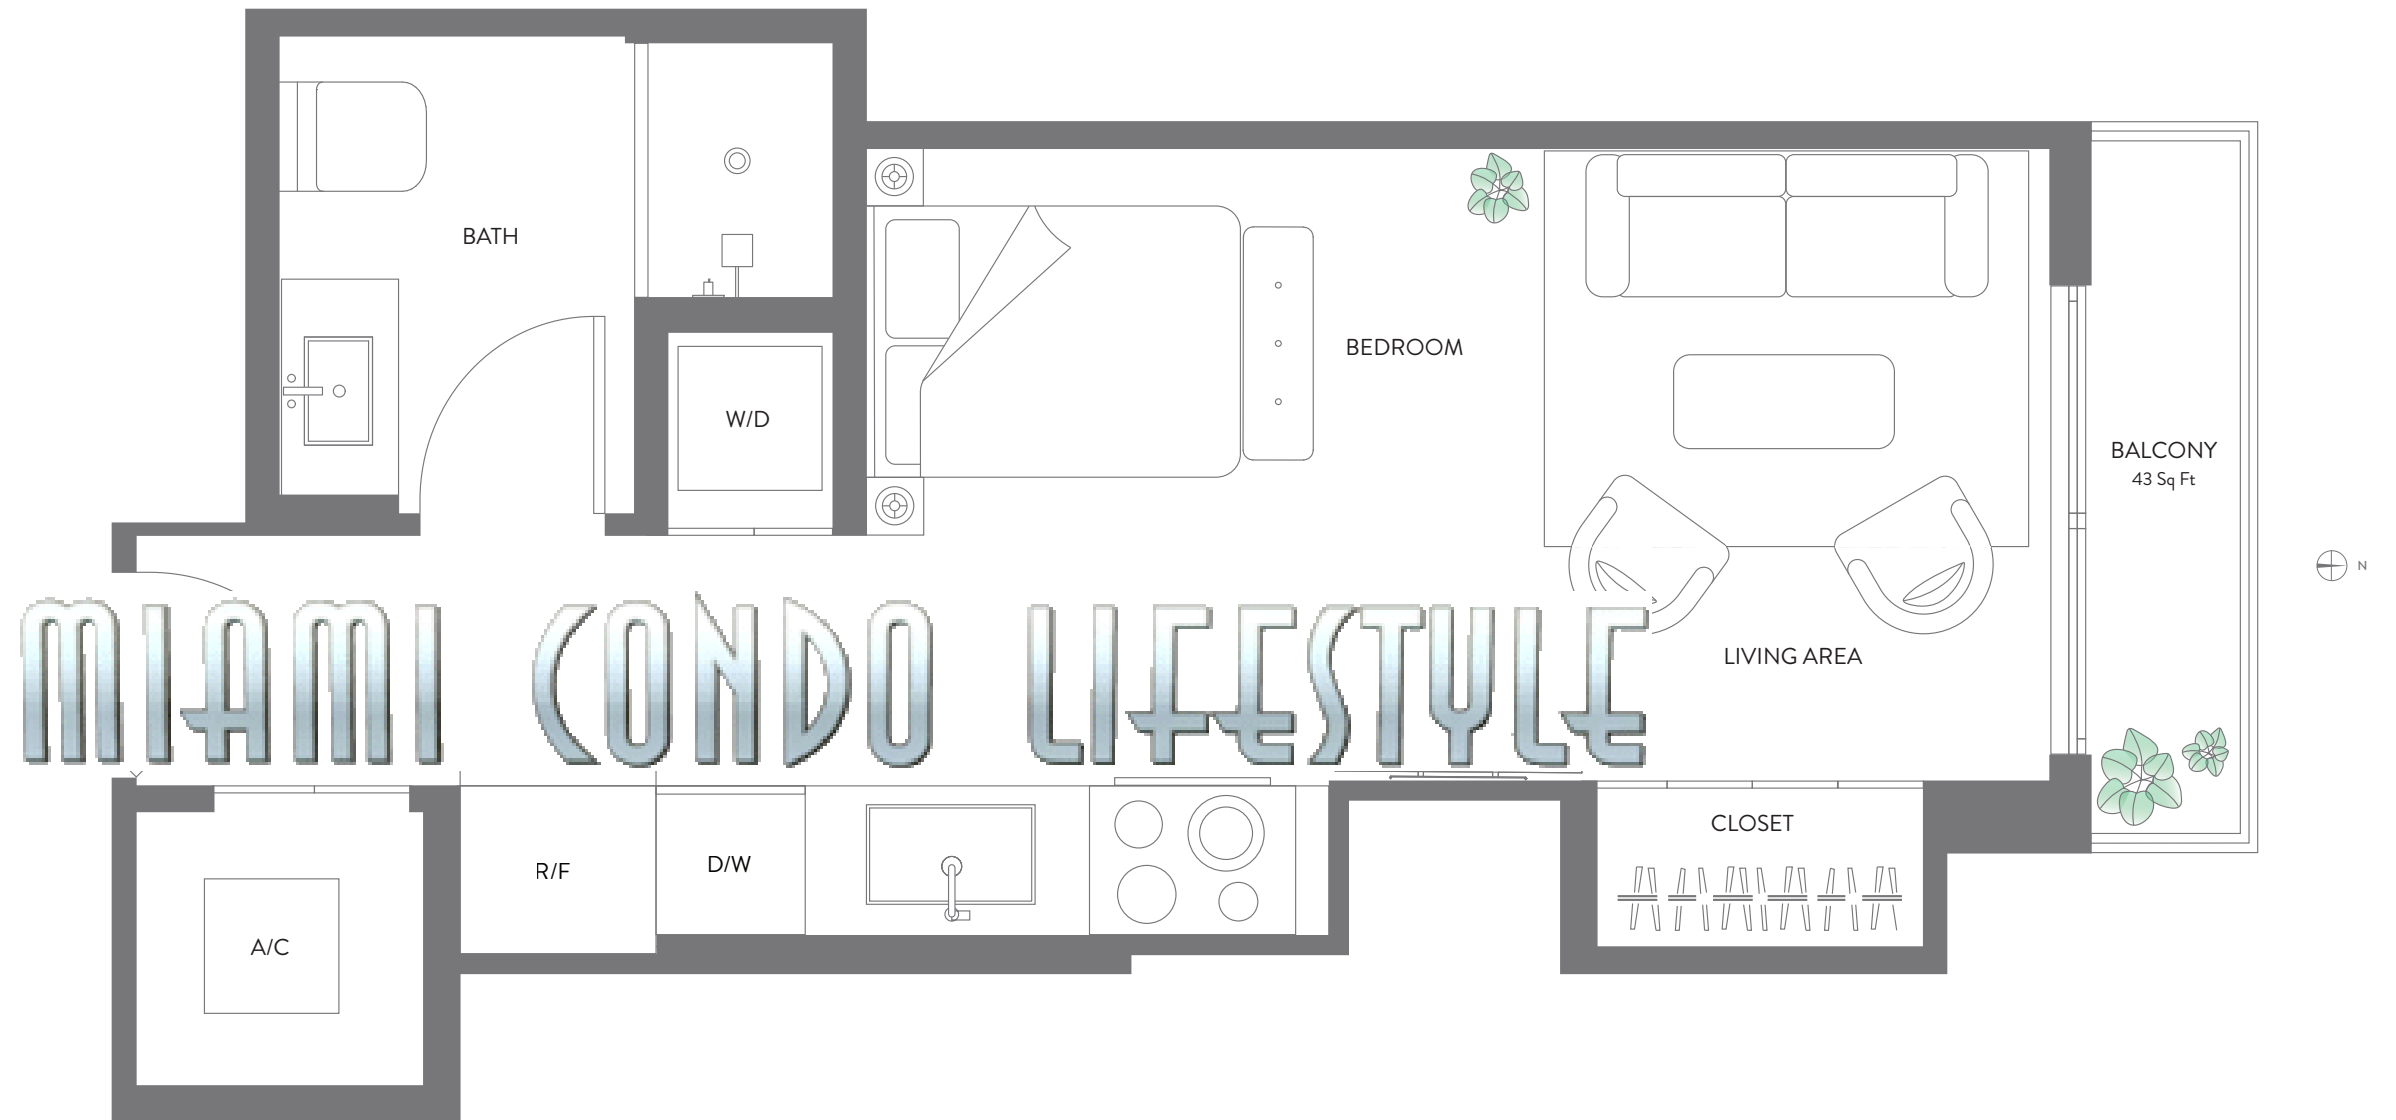 BATH
BEDROOM
W/D
BALCONY
43 Sq Ft
N
MIAMI CONDO LIFESTYLE
LIVING AREA
CLOSET
R/F
D/W
A/C